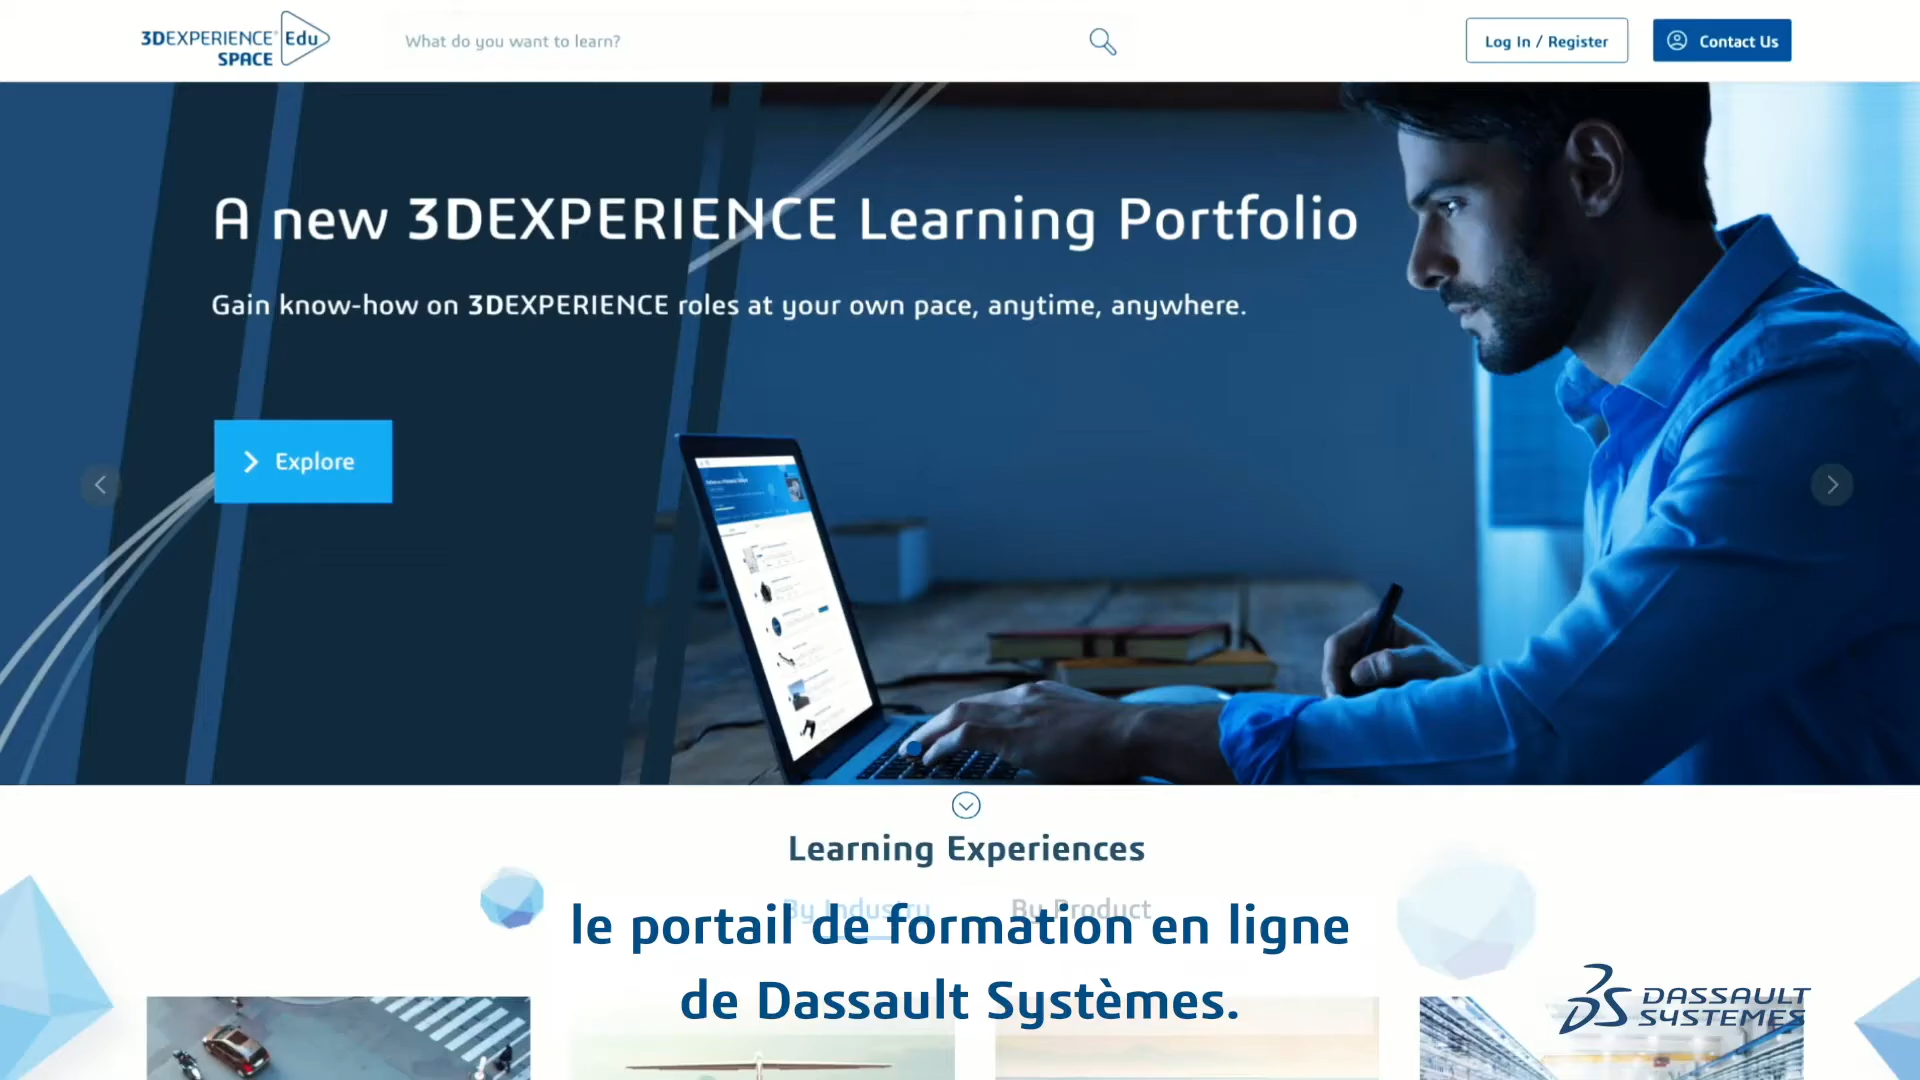 3DEXPERIENCE Edu
SPACE
What do you want to learn?
Log In / Register
Contact Us
A new 3DEXPERIENCE Learning Portfolio
Gain know-how on 3DEXPERIENCE roles at your own pace, anytime, anywhere.
Explore
Learning Experiences
By Industry
By Product
le portail de formation en ligne
de Dassault Systèmes.
DASSAULT
SYSTEMES